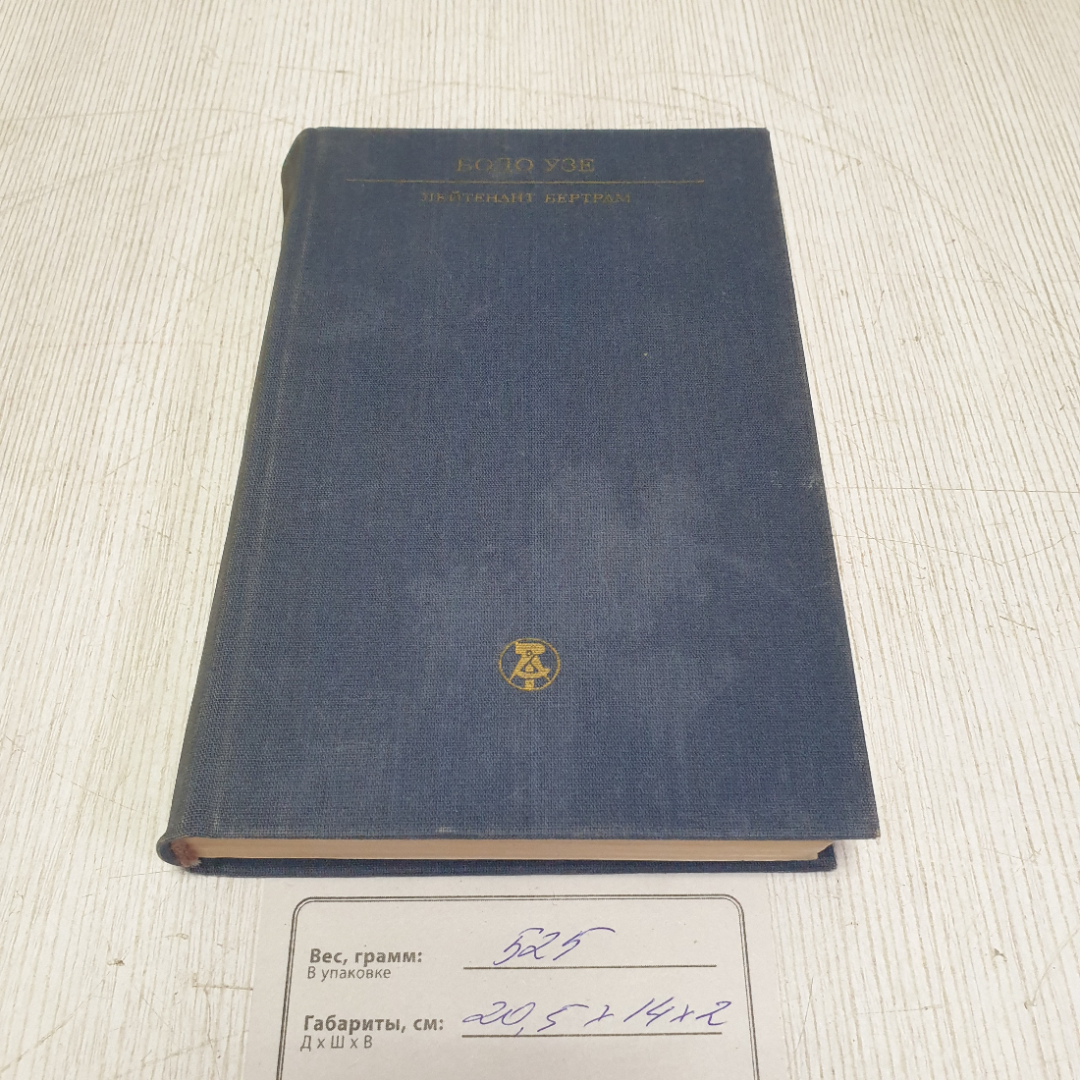 БОДО УЗЕ
ЛЕЙТЕНАНТ БЕРТРАМ
Вес, грамм: 525
В упаковке
Габариты, см: 20,5 x 14 x 2
Д х Ш х В